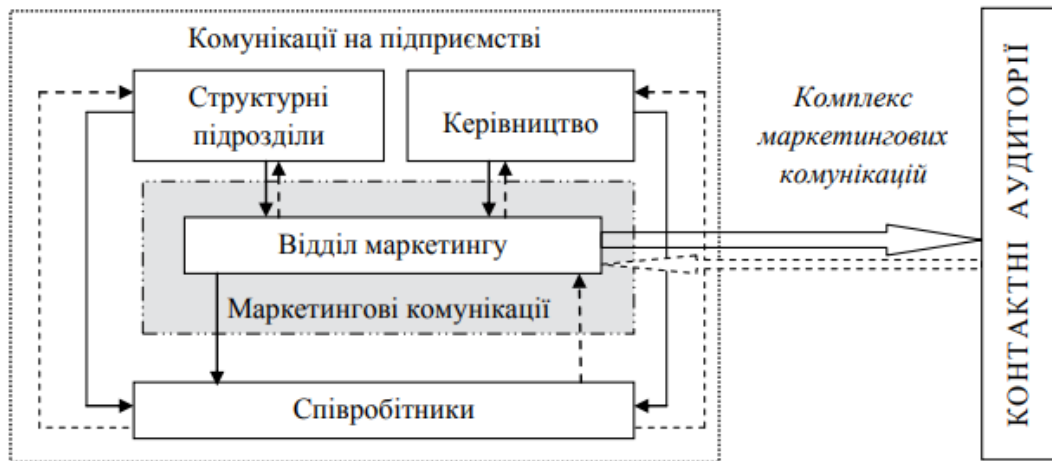 Комунікації на підприємстві
Структурні
підрозділи
Керівництво
Відділ маркетингу
Маркетингові комунікації
Співробітники
Комплекс
маркетингових
комунікацій
КОНТАКТНІ АУДИТОРІЇ